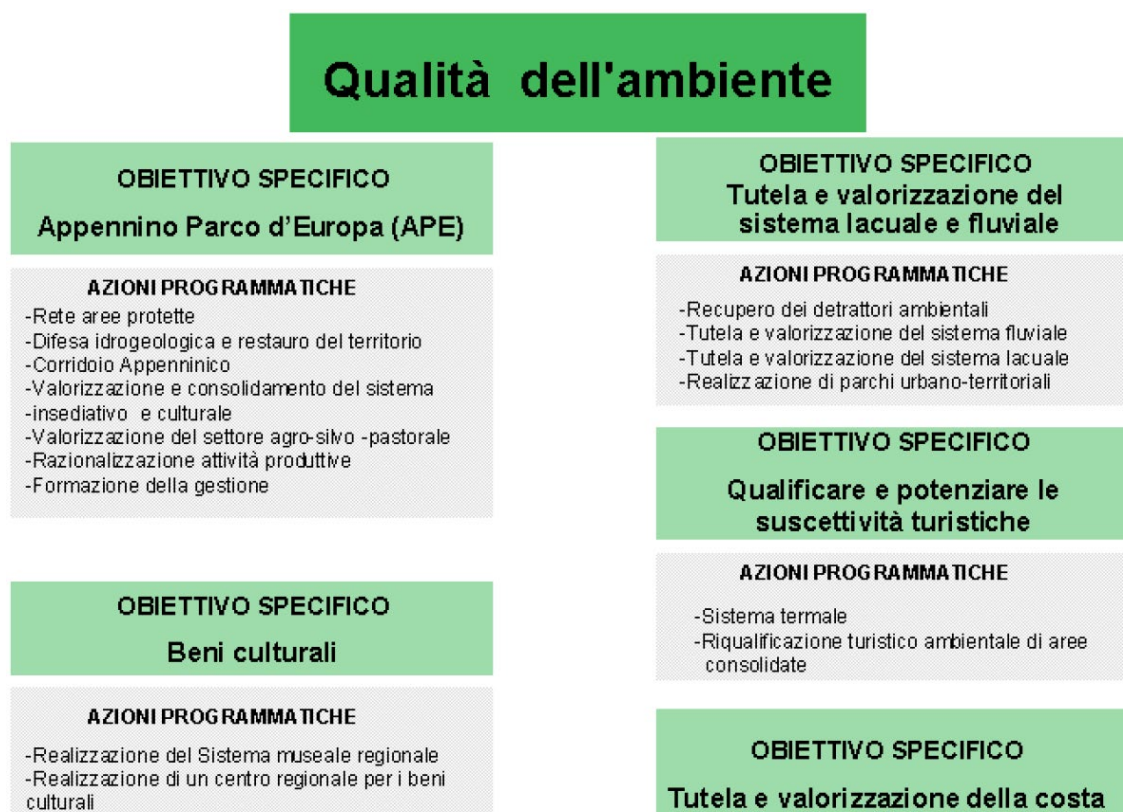 Qualità dell'ambiente
OBIETTIVO SPECIFICO
Appennino Parco d'Europa (APE)
AZIONI PROGRAMMATICHE
-Rete aree protette
-Difesa idrogeologica e restauro del territorio
-Corridoio Appenninico
-Valorizzazione e consolidamento del sistema
-insediativo e culturale
-Valorizzazione del settore agro-silvo -pastorale
-Razionalizzazione attività produttive
-Formazione della gestione
OBIETTIVO SPECIFICO
Beni culturali
AZIONI PROGRAMMATICHE
-Realizzazione del Sistema museale regionale
-Realizzazione di un centro regionale per i beni
culturali
OBIETTIVO SPECIFICO
Tutela e valorizzazione del
sistema lacuale e fluviale
AZIONI PROGRAMMATICHE
-Recupero dei detrattori ambientali
-Tutela e valorizzazione del sistema fluviale
-Tutela e valorizzazione del sistema lacuale
-Realizzazione di parchi urbano-territoriali
OBIETTIVO SPECIFICO
Qualificare e potenziare le
suscettività turistiche
AZIONI PROGRAMMATICHE
-Sistema termale
-Riqualificazione turistico ambientale di aree
consolidate
OBIETTIVO SPECIFICO
Tutela e valorizzazione della costa